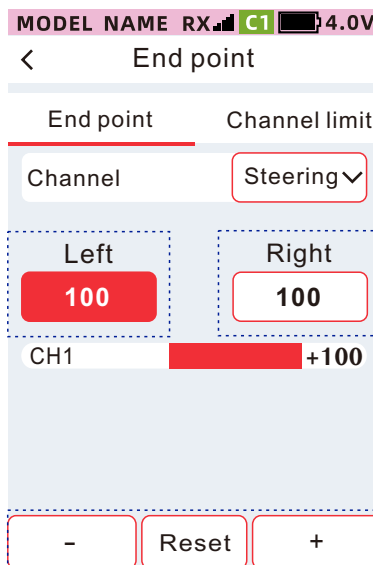 MODEL NAME RX C1 4.0V
< End point
End point Channel limit
Channel Steering
Left Right
100 100
CH1 +100
- Reset +